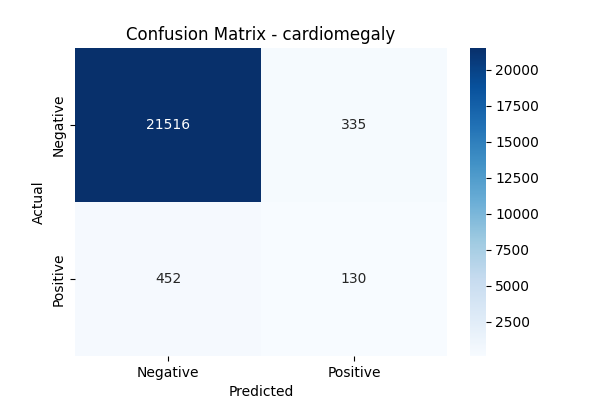 Confusion Matrix - cardiomegaly
Actual
Negative
21516
335
Positive
452
130
Negative
Positive
Predicted
20000
17500
15000
12500
10000
7500
5000
2500